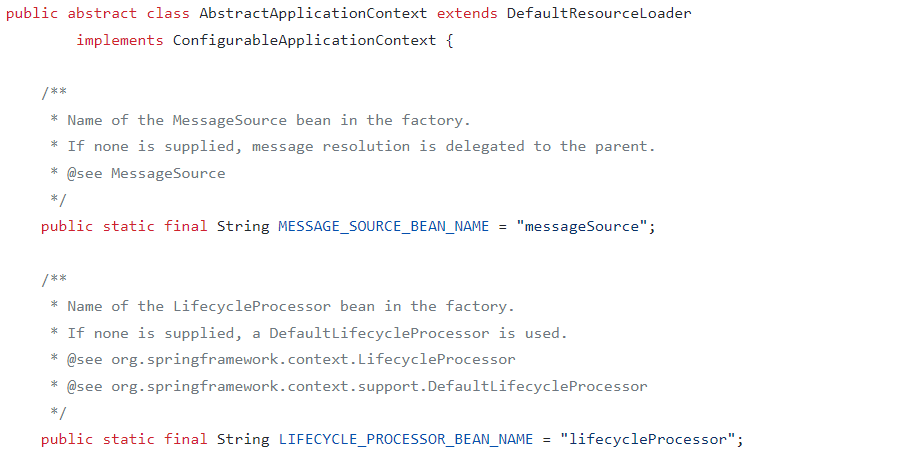 public abstract class AbstractApplicationContext extends DefaultResourceLoader
        implements ConfigurableApplicationContext {

    /**
     * Name of the MessageSource bean in the factory.
     * If none is supplied, message resolution is delegated to the parent.
     * @see MessageSource
     */
    public static final String MESSAGE_SOURCE_BEAN_NAME = "messageSource";

    /**
     * Name of the LifecycleProcessor bean in the factory.
     * If none is supplied, a DefaultLifecycleProcessor is used.
     * @see org.springframework.context.LifecycleProcessor
     * @see org.springframework.context.support.DefaultLifecycleProcessor
     */
    public static final String LIFECYCLE_PROCESSOR_BEAN_NAME = "lifecycleProcessor";